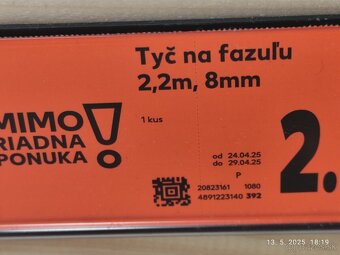 Tyč na fazuľu
2,2m, 8mm
MIMO
RIADNA
PONUKA!
1 kus
od 24.04.25
do 29.04.25
P
20823161 1080
4891223140 392
2.
13. 5. 2025 18:19